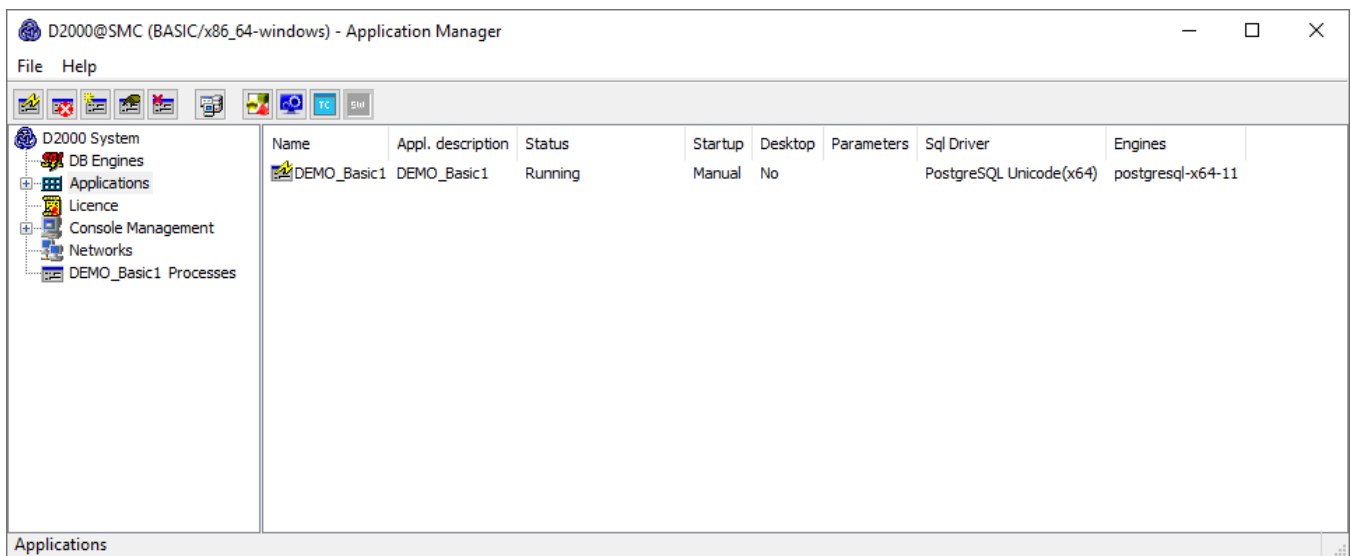 D2000@SMC (BASIC/x86_64-windows) - Application Manager
File Help
TC SW
D2000 System
DB Engines
Applications
Licence
Console Management
Networks
DEMO_Basic1 Processes
Name Appl. description Status Startup Desktop Parameters Sql Driver Engines
DEMO_Basic1 DEMO_Basic1 Running Manual No PostgreSQL Unicode(x64) postgresql-x64-11
Applications